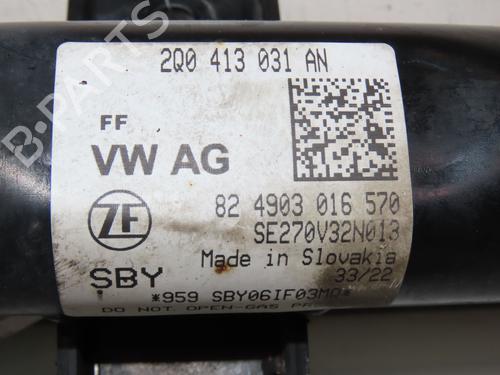 2Q0 413 031 AN
FF
VW AG
ZF
82 4903 016 570
SE270V32N013
Made in Slovakia
SBY
33/22
*959 SBY06IF03MO*
DO NOT OPEN-GAS
B-PARTS